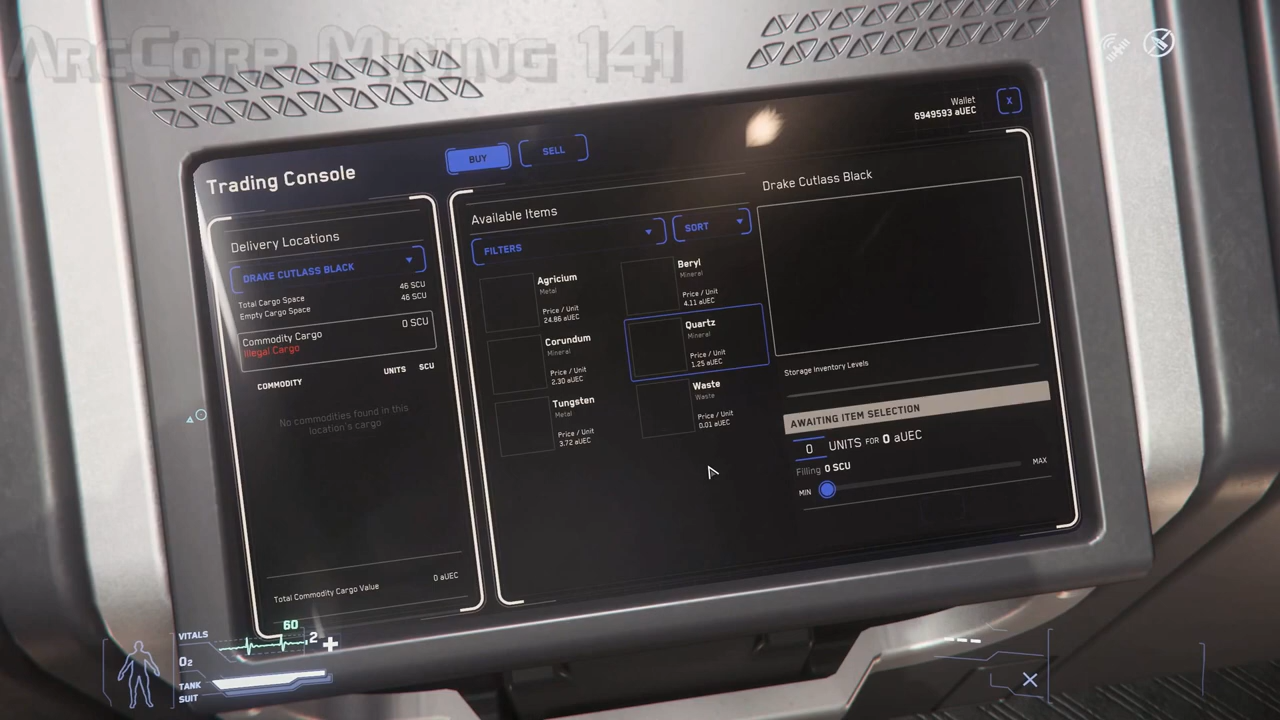 ArcCorp Mining 141
Wallet
6949593 aUEC
X
Trading Console
BUY
SELL
Delivery Locations
DRAKE CUTLASS BLACK
Total Cargo Space 46 SCU
Empty Cargo Space 46 SCU
Commodity Cargo 0 SCU
Illegal Cargo
COMMODITY UNITS SCU
No commodities found in this
location's cargo
Total Commodity Cargo Value 0 aUEC
Available Items
FILTERS
SORT
Agricium
Metal
Price / Unit
24.86 aUEC
Beryl
Mineral
Price / Unit
4.11 aUEC
Corundum
Mineral
Price / Unit
2.30 aUEC
Quartz
Mineral
Price / Unit
1.25 aUEC
Tungsten
Metal
Price / Unit
3.72 aUEC
Waste
Waste
Price / Unit
0.01 aUEC
Drake Cutlass Black
Storage Inventory Levels
AWAITING ITEM SELECTION
0 UNITS FOR 0 aUEC
Filling 0 SCU
MIN MAX
VITALS
60
.2
O2
TANK
SUIT